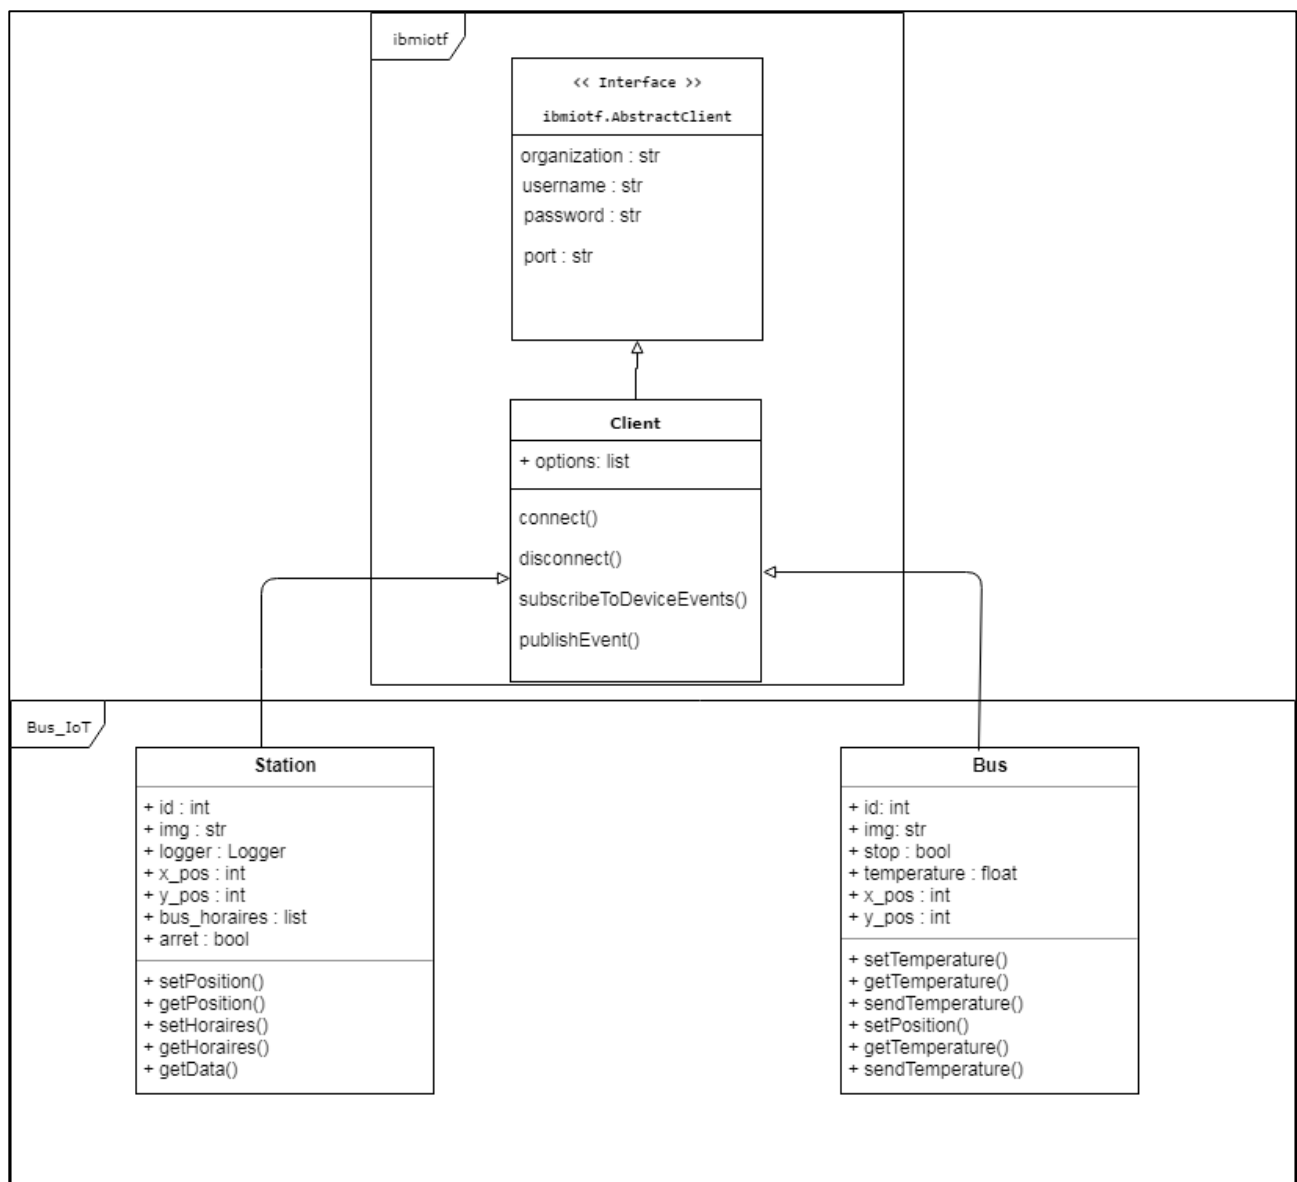 ibmiotf
<< Interface >>
ibmiotf.AbstractClient
organization : str
username : str
password : str
port : str
Client
+ options: list
connect()
disconnect()
subscribeToDeviceEvents()
publishEvent()
Bus_IoT
Station
+ id : int
+ img : str
+ logger : Logger
+ x_pos : int
+ y_pos : int
+ bus_horaires : list
+ arret : bool
+ setPosition()
+ getPosition()
+ setHoraires()
+ getHoraires()
+ getData()
Bus
+ id: int
+ img: str
+ stop : bool
+ temperature : float
+ x_pos : int
+ y_pos : int
+ setTemperature()
+ getTemperature()
+ sendTemperature()
+ setPosition()
+ getTemperature()
+ sendTemperature()